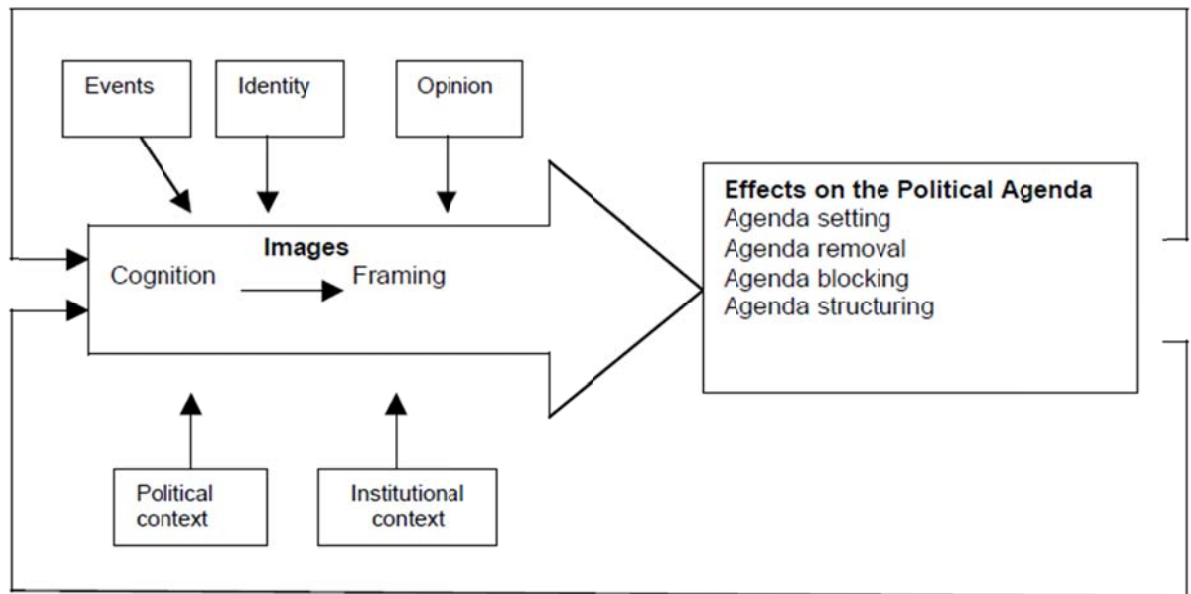 Events
Identity
Opinion
Images
Cognition
Framing
Effects on the Political Agenda
Agenda setting
Agenda removal
Agenda blocking
Agenda structuring
Political
context
Institutional
context